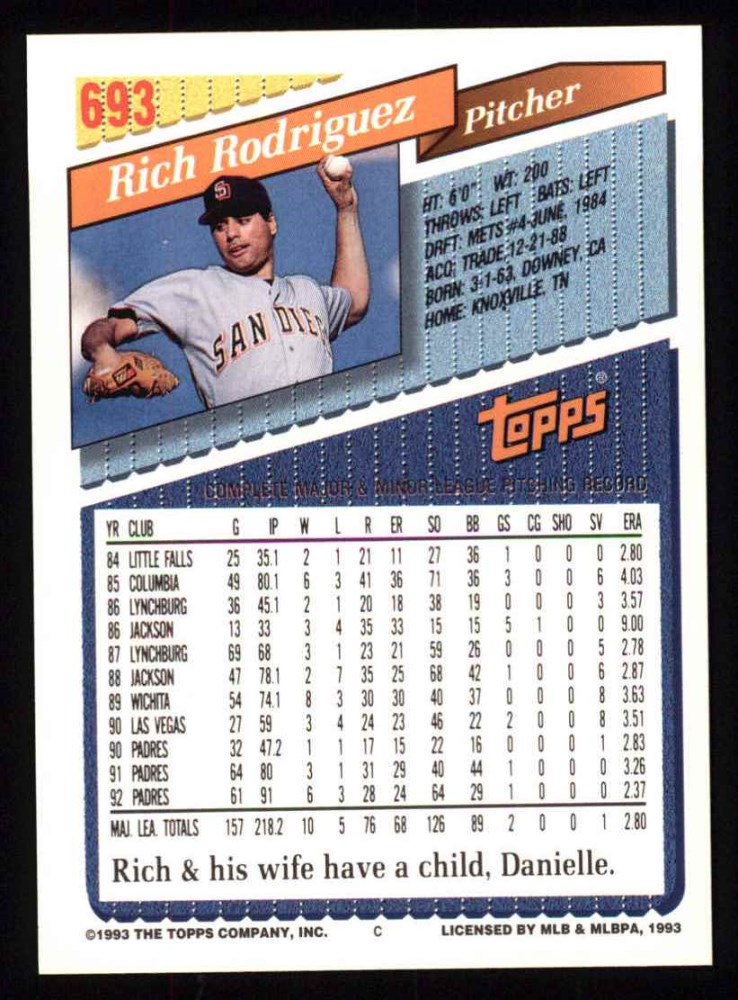 693
Rich Rodriguez
Pitcher
HT: 6'0" WT: 200
THROWS: LEFT BATS: LEFT
DRFT: METS #4-JUNE, 1984
ACQ: TRADE, 12-21-88
BORN: 3-1-63, DOWNEY, CA
HOME: KNOXVILLE, TN
S
SAN DIEG
TOPPS®
COMPLETE MAJOR & MINOR LEAGUE PITCHING RECORD
YR CLUB G IP W L R ER SO BB GS CG SHO SV ERA
84 LITTLE FALLS 25 35.1 2 1 21 11 27 36 1 0 0 0 2.80
85 COLUMBIA 49 80.1 6 3 41 36 71 36 3 0 0 6 4.03
86 LYNCHBURG 36 45.1 2 1 20 18 38 19 0 0 0 3 3.57
86 JACKSON 13 33 3 4 35 33 15 15 5 1 0 0 9.00
87 LYNCHBURG 69 68 3 1 23 21 59 26 0 0 0 5 2.78
88 JACKSON 47 78.1 2 7 35 25 68 42 1 0 0 6 2.87
89 WICHITA 54 74.1 8 3 30 30 40 37 0 0 0 8 3.63
90 LAS VEGAS 27 59 3 4 24 23 46 22 2 0 0 8 3.51
90 PADRES 32 47.2 1 1 17 15 22 16 0 0 0 1 2.83
91 PADRES 64 80 3 1 31 29 40 44 1 0 0 0 3.26
92 PADRES 61 91 6 3 28 24 64 29 1 0 0 0 2.37
MAJ. LEA. TOTALS 157 218.2 10 5 76 68 126 89 2 0 0 1 2.80
Rich & his wife have a child, Danielle.
©1993 THE TOPPS COMPANY, INC. C LICENSED BY MLB & MLBPA, 1993